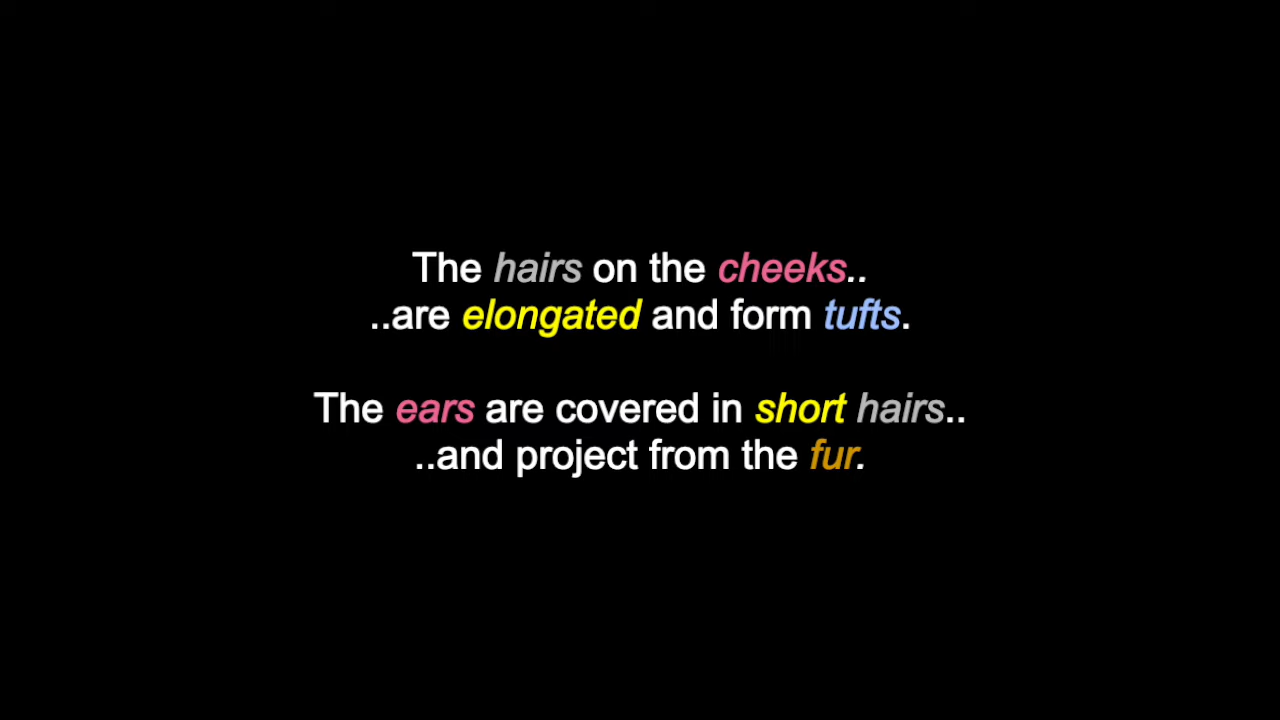 The hairs on the cheeks..
..are elongated and form tufts.
The ears are covered in short hairs..
..and project from the fur.